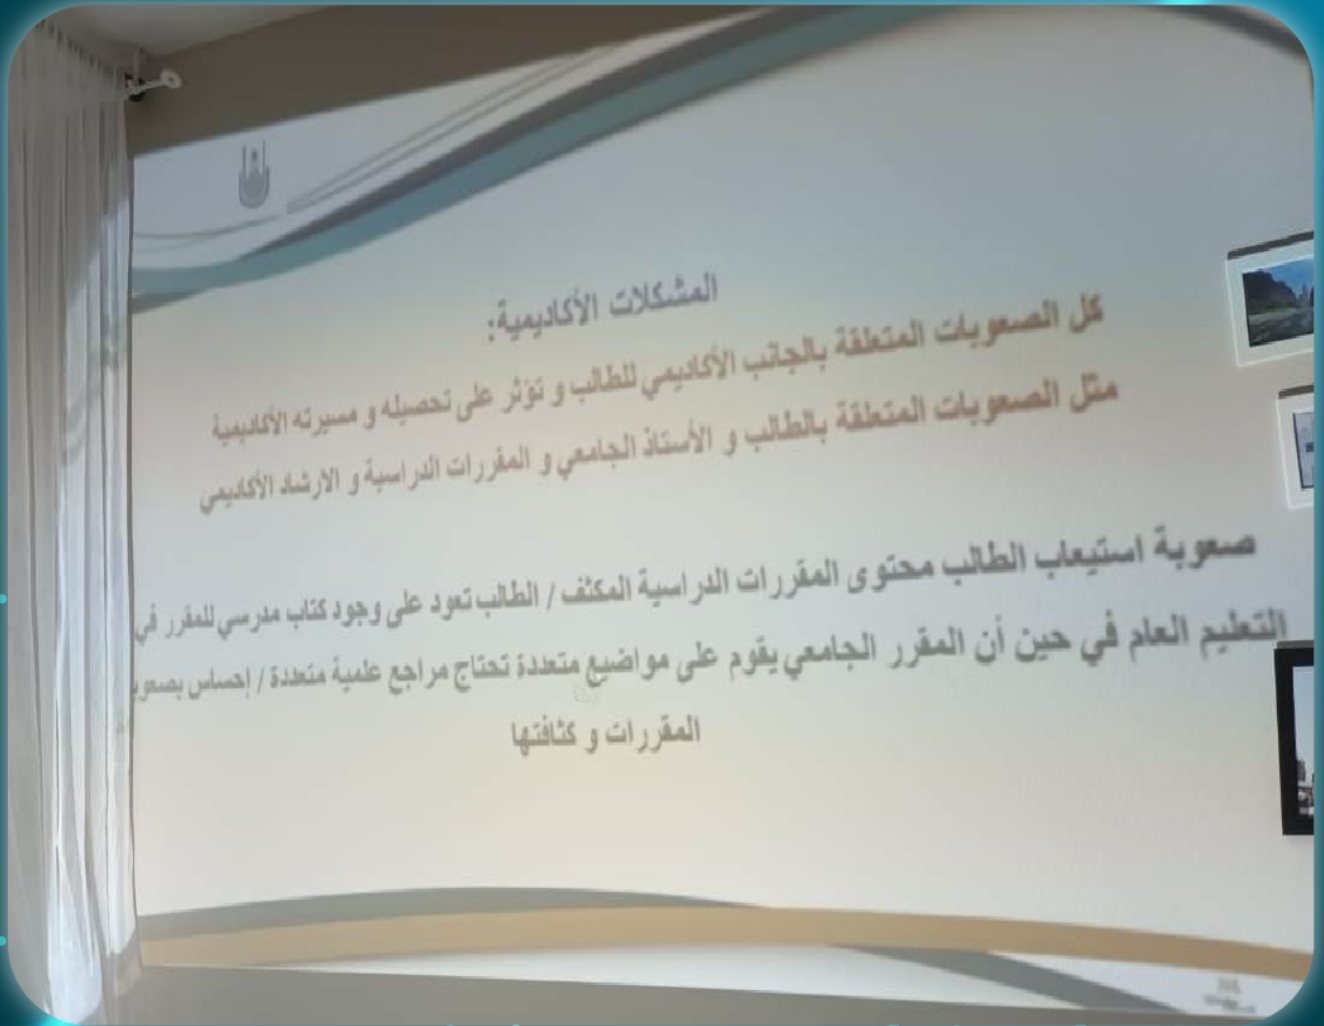 المشكلات الأكاديمية:
كل الصعوبات المتعلقة بالجانب الأكاديمي للطالب و تؤثر على تحصيله و مسيرته الأكاديمية
مثل الصعوبات المتعلقة بالطالب و الأستاذ الجامعي و المقررات الدراسية و الارشاد الأكاديمي
صعوبة استيعاب الطالب محتوى المقررات الدراسية المكثف / الطالب تعود على وجود كتاب مدرسي للمقرر في
التعليم العام في حين أن المقرر الجامعي يقوم على مواضيع متعددة تحتاج مراجع علمية متعددة / إحساس بصعو
المقررات و كثافتها